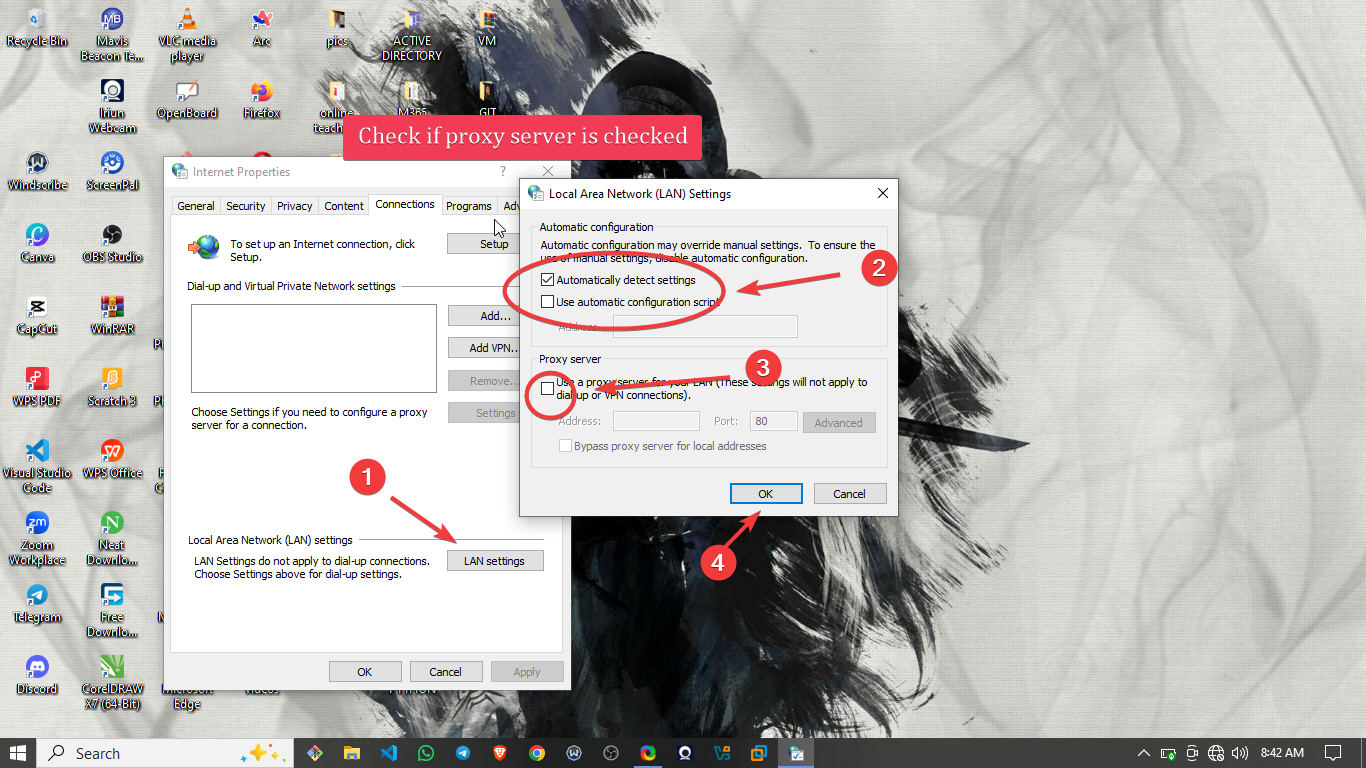 Recycle Bin
Mavis
Beacon Te...
VLC media
player
Arc
pics
ACTIVE
DIRECTORY
VM
Iriun
Webcam
OpenBoard
Firefox
online
teach
M365
GIT
Check if proxy server is checked
Windscribe
ScreenPal
Canva
OBS Studio
CapCut
WinRAR
WPS PDF
Scratch 3
Visual Studio
Code
WPS Office
Zoom
Workplace
Neat
Downlo...
Telegram
Free
Downlo...
Discord
CorelDRAW
X7 (64-Bit)
Microsoft
Edge
Videos
PYTHON
Internet Properties
?
General
Security
Privacy
Content
Connections
Programs
Adv
To set up an Internet connection, click
Setup.
Setup
Dial-up and Virtual Private Network settings
Add...
Add VPN...
Remove...
Settings
Choose Settings if you need to configure a proxy
server for a connection.
1
Local Area Network (LAN) settings
LAN Settings do not apply to dial-up connections.
Choose Settings above for dial-up settings.
LAN settings
OK
Cancel
Apply
Local Area Network (LAN) Settings
Automatic configuration
Automatic configuration may override manual settings. To ensure the
use of manual settings, disable automatic configuration.
Automatically detect settings
2
Use automatic configuration script
Address
Proxy server
3
Use a proxy server for your LAN (These settings will not apply to
dial-up or VPN connections).
Address:
Port:
80
Advanced
Bypass proxy server for local addresses
OK
Cancel
4
Search
8:42 AM